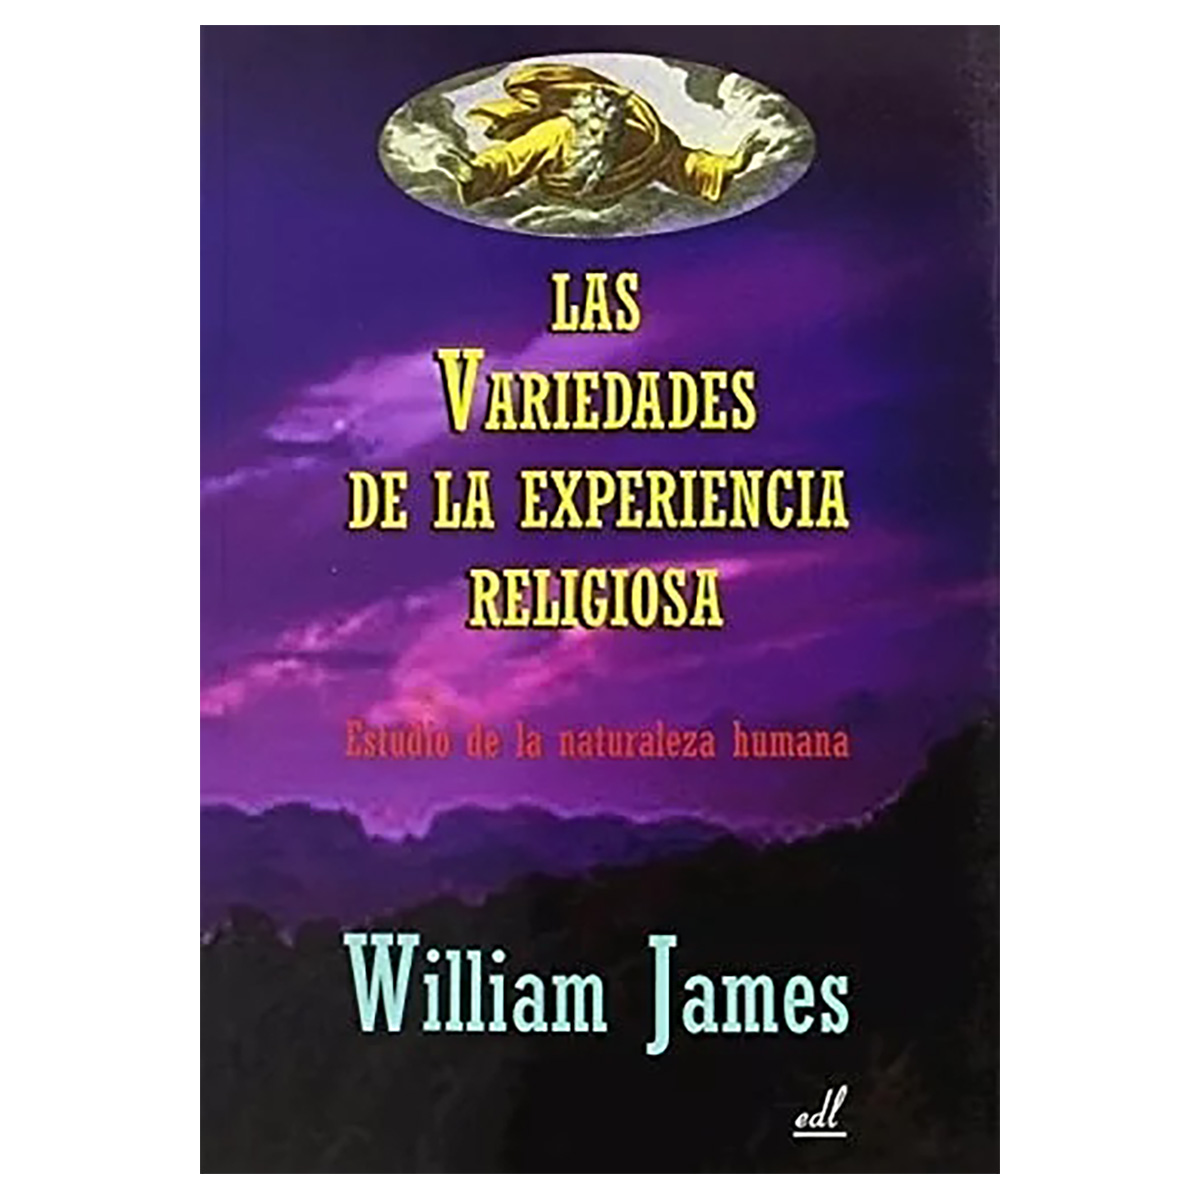 LAS
VARIEDADES
DE LA EXPERIENCIA
RELIGIOSA
Estudio de la naturaleza humana
William James
edl